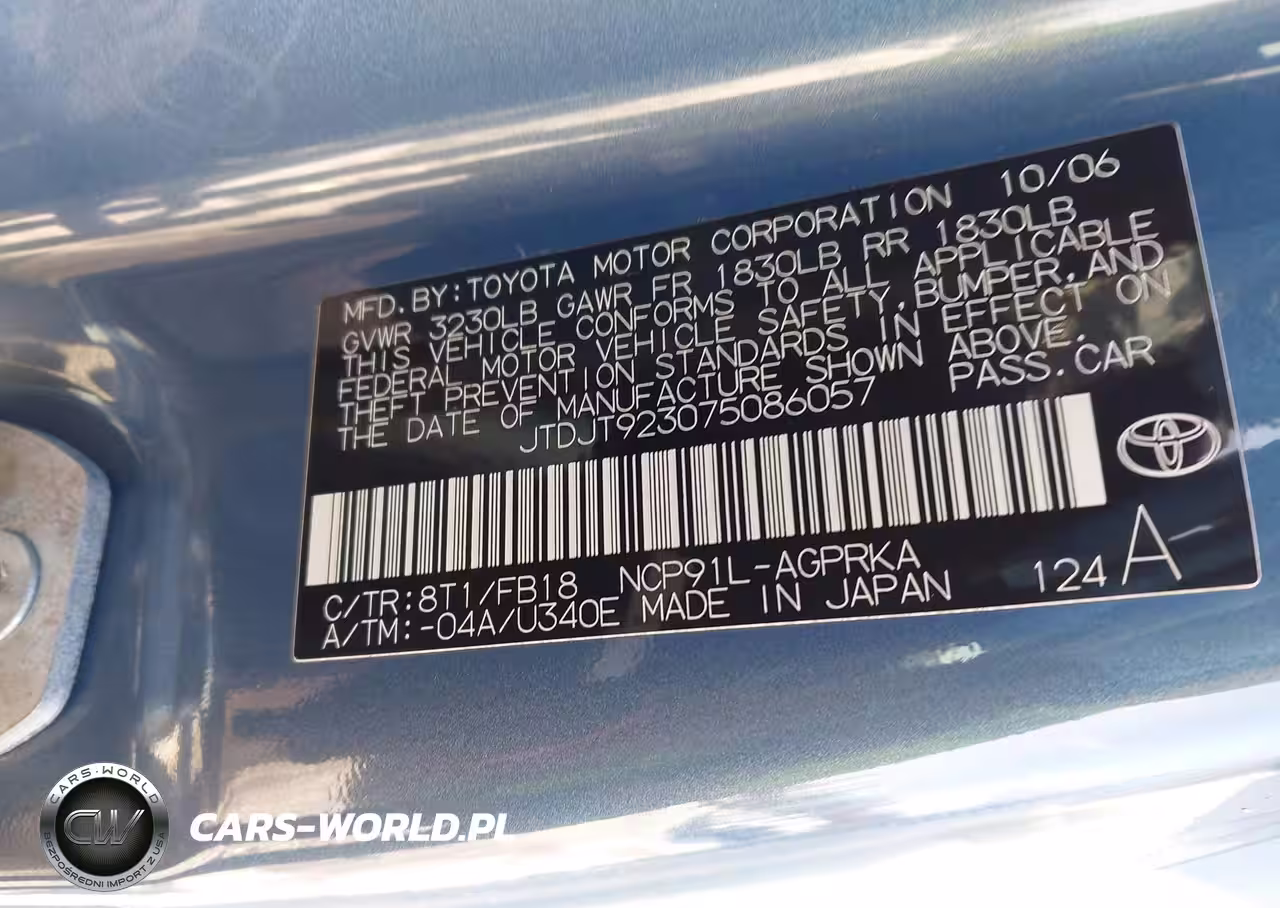 MFD.BY:TOYOTA MOTOR CORPORATION 10/06
GVWR 3230LB GAWR FR 1830LB RR 1830LB
THIS VEHICLE CONFORMS TO ALL APPLICABLE
FEDERAL MOTOR VEHICLE SAFETY, BUMPER, AND
THEFT PREVENTION STANDARDS IN EFFECT ON
THE DATE OF MANUFACTURE SHOWN ABOVE.
JTDJT923075086057 PASS.CAR
C/TR:8T1/FB18 NCP91L-AGPRKA
A/TM:-04A/U340E MADE IN JAPAN 124 A
CARS-WORLD
CW
BEZPOŚREDNI IMPORT Z USA
CARS-WORLD.PL